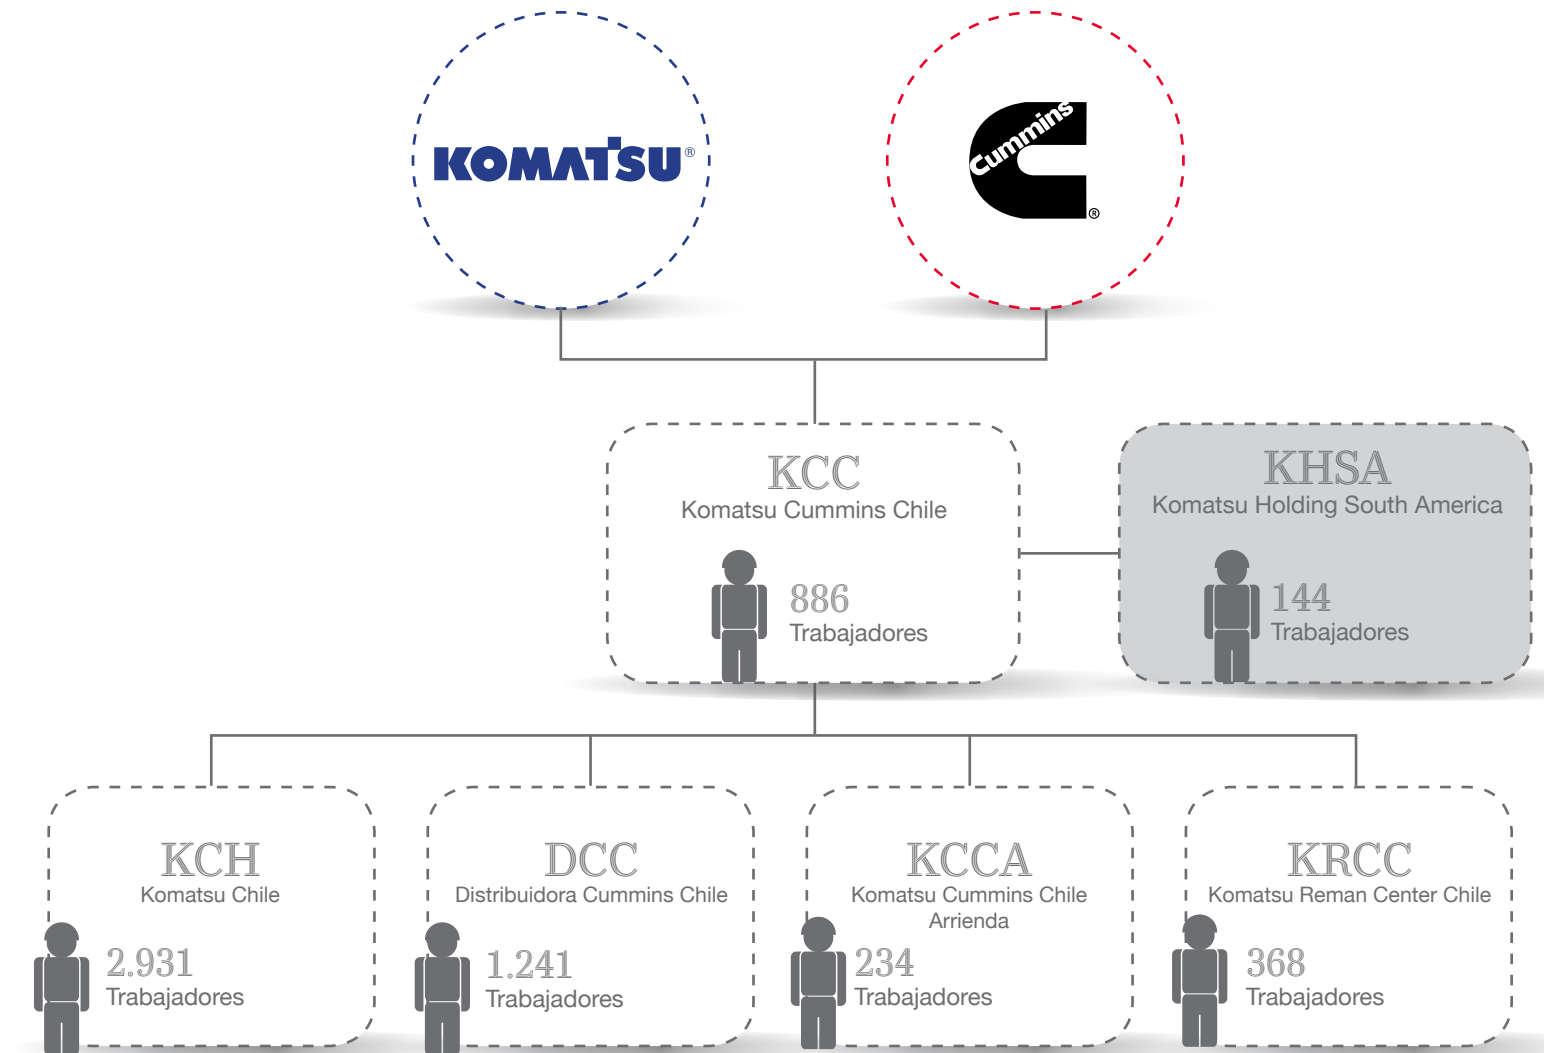 KOMATSU®
Cummins
®
KCC
Komatsu Cummins Chile
886
Trabajadores
KHSA
Komatsu Holding South America
144
Trabajadores
KCH
Komatsu Chile
2.931
Trabajadores
DCC
Distribuidora Cummins Chile
1.241
Trabajadores
KCCA
Komatsu Cummins Chile
Arrienda
234
Trabajadores
KRCC
Komatsu Reman Center Chile
368
Trabajadores